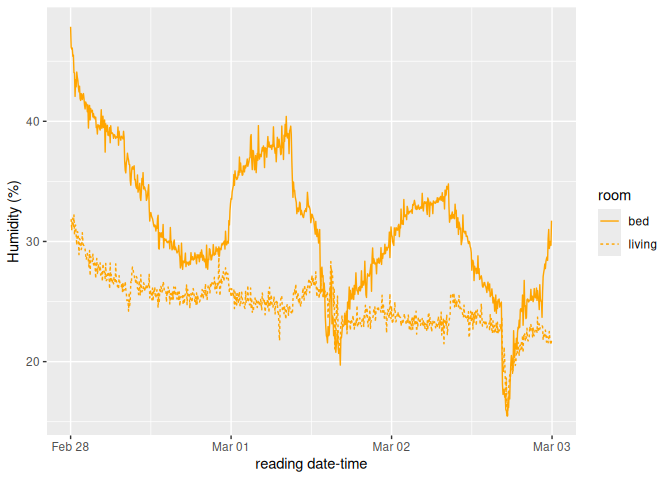 Humidity (%)
40
30
20
Feb 28
Mar 01
Mar 02
Mar 03
reading date-time
room
bed
living